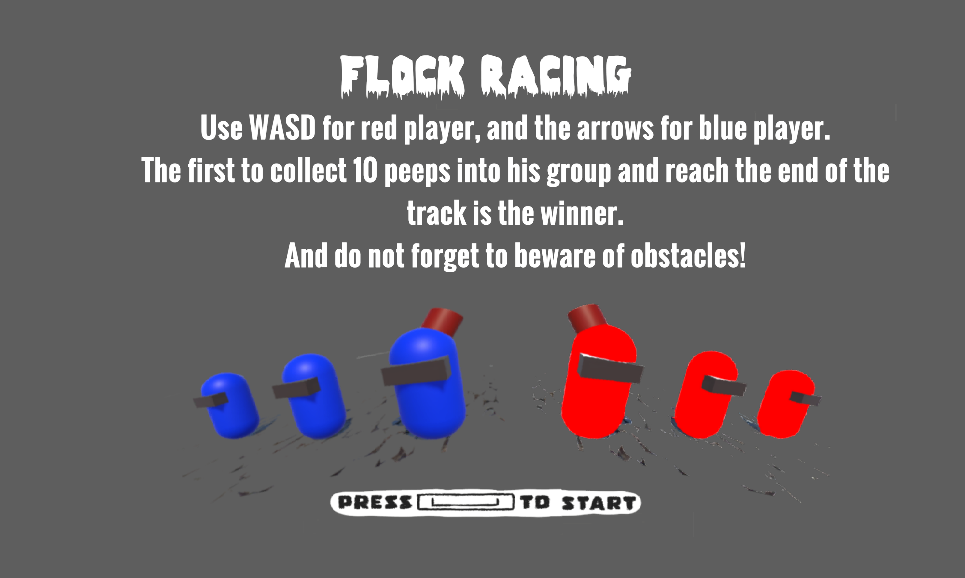 FLOCK RACING
Use WASD for red player, and the arrows for blue player.
The first to collect 10 peeps into his group and reach the end of the
track is the winner.
And do not forget to beware of obstacles!
PRESS TO START